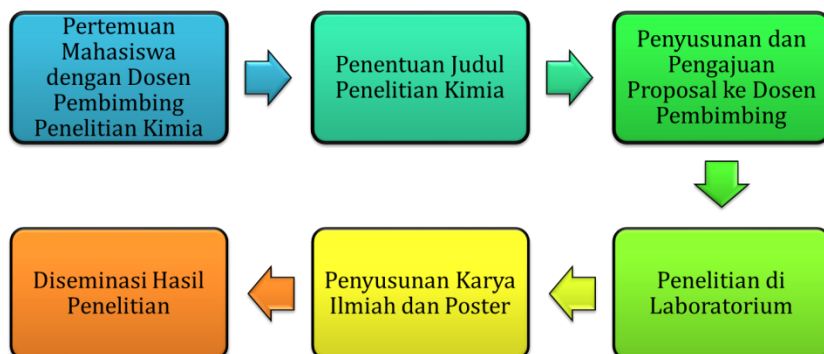 Pertemuan
Mahasiswa
dengan Dosen
Pembimbing
Penelitian Kimia
Penentuan Judul
Penelitian Kimia
Penyusunan dan
Pengajuan
Proposal ke Dosen
Pembimbing
Penelitian di
Laboratorium
Penyusunan Karya
Ilmiah dan Poster
Diseminasi Hasil
Penelitian